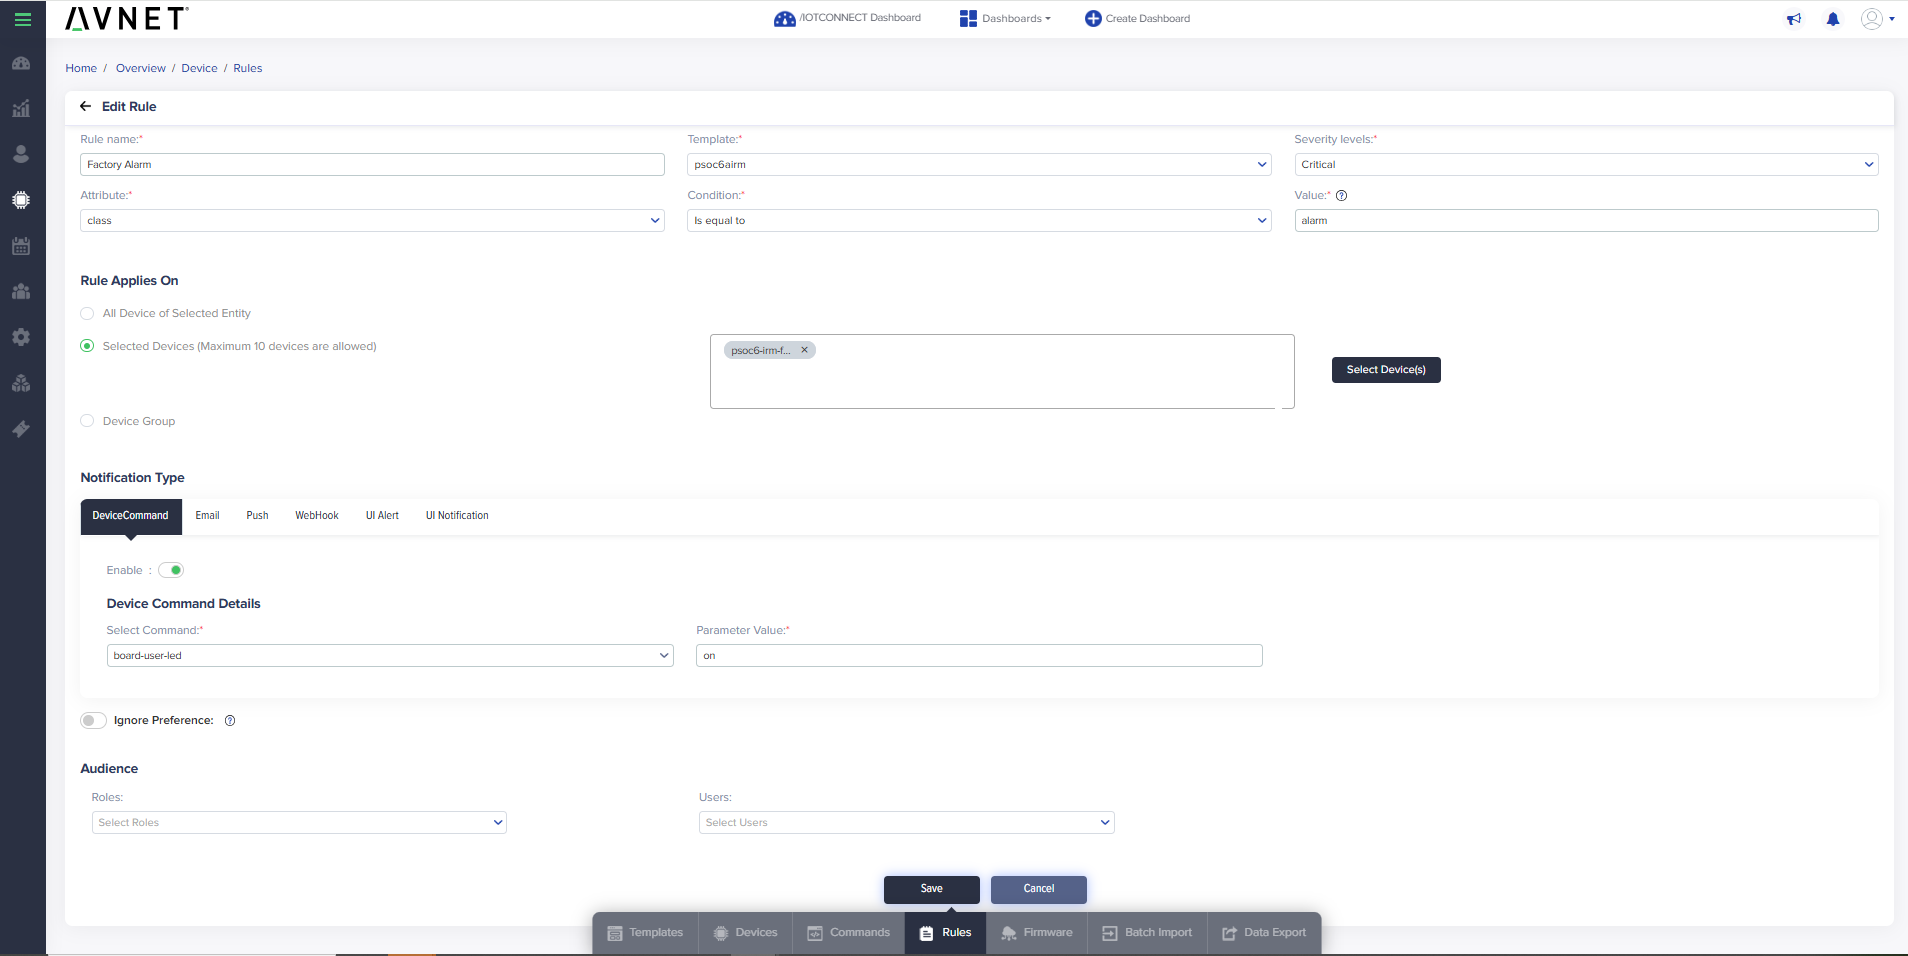 AVNET®
/IOTCONNECT Dashboard
Dashboards
Create Dashboard
Home / Overview / Device / Rules
Edit Rule
Rule name:*
Template:*
Severity levels:*
Factory Alarm
psoc6airm
Critical
Attribute:*
Condition:*
Value:* ?
class
Is equal to
alarm
Rule Applies On
All Device of Selected Entity
Selected Devices (Maximum 10 devices are allowed)
psoc6-irm-f... ×
Select Device(s)
Device Group
Notification Type
DeviceCommand
Email
Push
WebHook
UI Alert
UI Notification
Enable :
Device Command Details
Select Command:*
Parameter Value:*
board-user-led
on
Ignore Preference: ?
Audience
Roles:
Users:
Select Roles
Select Users
Save
Cancel
Templates
Devices
Commands
Rules
Firmware
Batch Import
Data Export